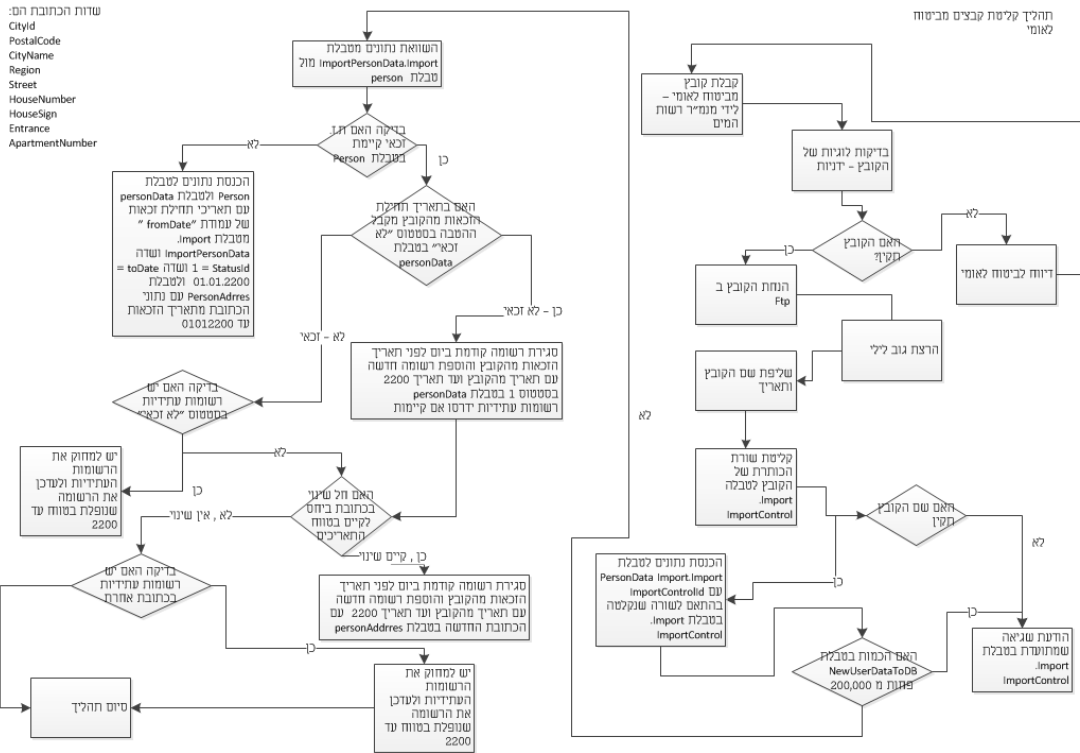 תהליך קליטת קבצים מביטוח
לאומי
קבלת קובץ
מביטוח לאומי –
לידי מנמ"ר רשות
המים
בדיקות לוגיות של
הקובץ – ידניות
האם הקובץ
תקין?
לא
כן
דיווח לביטוח לאומי
הנחת הקובץ ב
Ftp
הרצת גוב לילי
שליפת שם הקובץ
ותאריך
קליטת שורת
הכותרת של
הקובץ לטבלה
Import.
ImportControl
האם שם הקובץ
תקין
לא
כן
הכנסת נתונים לטבלת
PersonData Import.Import
עם ImportControlId
בהתאם לשורה שנקלטה
בטבלת Import.
ImportControl
האם הכמות בטבלת
NewUserDataToDB
פחות מ 200,000
כן
לא
הודעת שגיאה
שמתועדת בטבלת
Import.
ImportControl
שדות הכתובת הם:
CityId
PostalCode
CityName
Region
Street
HouseNumber
HouseSign
Entrance
ApartmentNumber
השוואת נתונים מטבלת
ImportPersonData.Import מול
טבלת person
בדיקה האם ת.ז.
זכאי קיימת
בטבלת Person
לא
כן
הכנסת נתונים לטבלת
Person ולטבלת personData
עם תאריכי תחילת זכאות
של עמודת "fromDate "
מטבלת Import.
ImportPersonData ושדה
StatusId = 1 ושדה toDate =
01.01.2200 ולטבלת
PersonAdrres עם נתוני
הכתובת מתאריך הזכאות
עד 01012200
האם בתאריך תחילת
הזכאות מהקובץ מקבל
ההטבה בסטטוס "לא
זכאי" בטבלת
personData
לא – זכאי
כן – לא זכאי
סגירת רשומה קודמת ביום לפני תאריך
הזכאות מהקובץ והוספת רשומה חדשה
עם תאריך מהקובץ ועד תאריך 2200
בסטטוס 1 בטבלת personData
רשומות עתידיות ידרסו אם קיימות
בדיקה האם יש
רשומות עתידיות
בסטטוס "לא זכאי"
לא
כן
יש למחוק את
הרשומות
העתידיות ולעדכן
את הרשומה
שנופלת בטווח עד
2200
האם חל שינוי
בכתובת ביחס
לקיים בטווח
התאריכים
לא , אין שינוי
כן , קיים שינוי
סגירת רשומה קודמת ביום לפני תאריך
הזכאות מהקובץ והוספת רשומה חדשה
עם תאריך מהקובץ ועד תאריך 2200 עם
הכתובת החדשה בטבלת personAddrres
בדיקה האם יש
רשומות עתידיות
בכתובת אחרת
כן
יש למחוק את
הרשומות
העתידיות ולעדכן
את הרשומה
שנופלת בטווח עד
2200
סיום תהליך